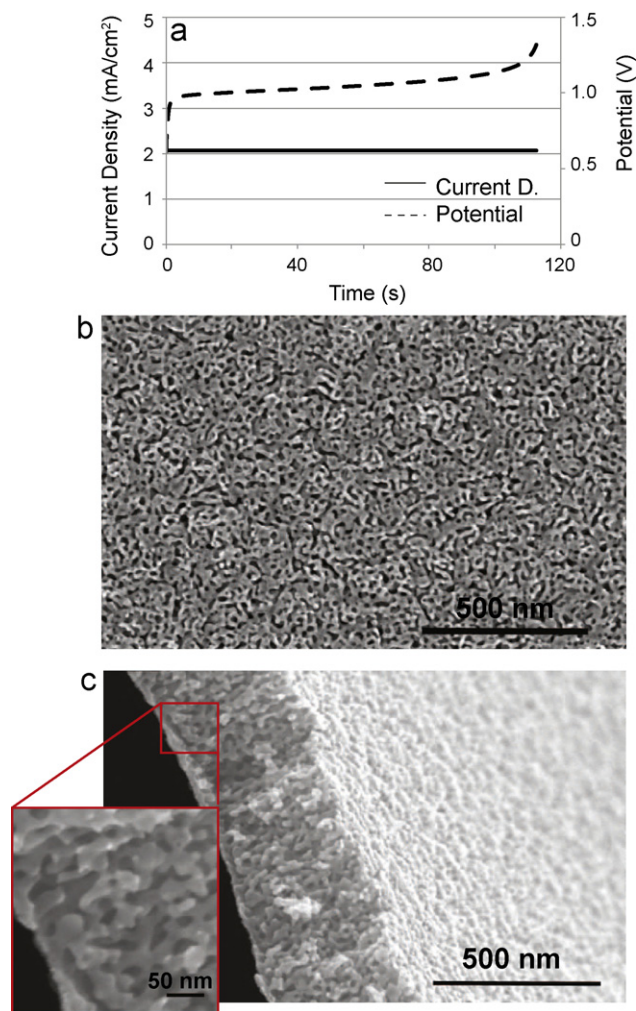 a
Current Density (mA/cm²)
5
4
3
2
1
0
Potential (V)
1.5
1.0
0.5
0
Current D.
Potential
0
40
80
120
Time (s)
b
500 nm
c
50 nm
500 nm